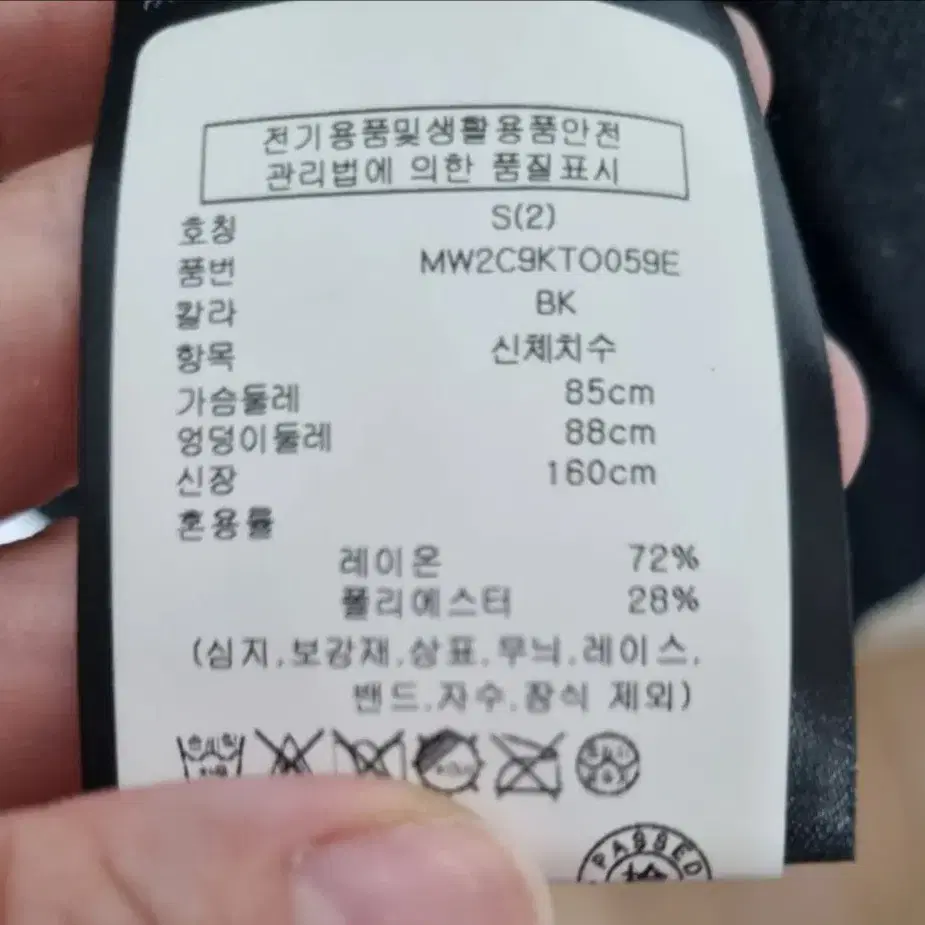 전기용품및생활용품안전
관리법에 의한 품질표시
호칭 S(2)
품번 MW2C9KTO059E
칼라 BK
항목 신체치수
가슴둘레 85cm
엉덩이둘레 88cm
신장 160cm
혼용률
레이온 72%
폴리에스터 28%
(심지,보강재,상표,무늬,레이스,
밴드,자수,장식 제외)
PASSED